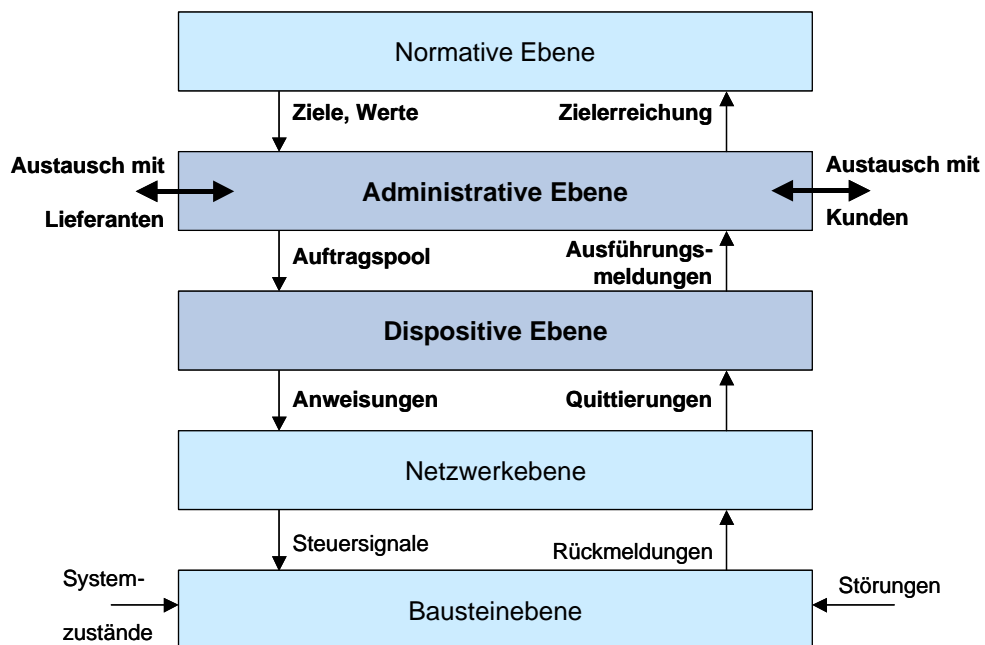 Normative Ebene
Ziele, Werte
Zielerreichung
Austausch mit
Lieferanten
Administrative Ebene
Austausch mit
Kunden
Auftragspool
Ausführungs-
meldungen
Dispositive Ebene
Anweisungen
Quittierungen
Netzwerkebene
Steuersignale
Rückmeldungen
System-
zustände
Bausteinebene
Störungen